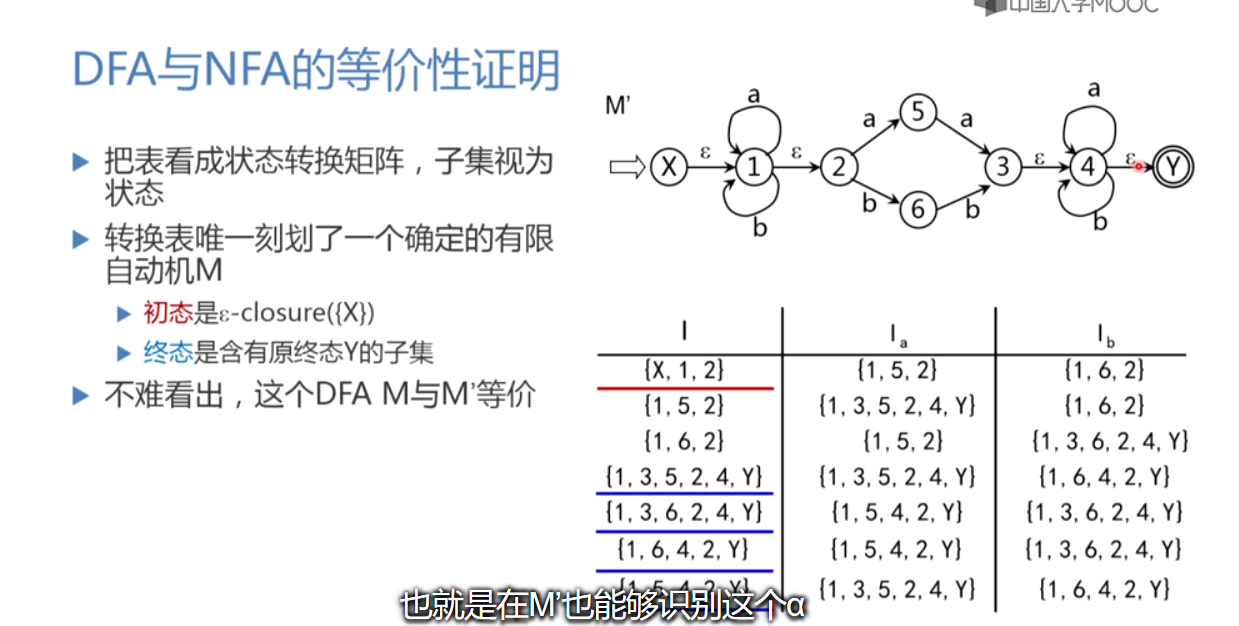 中国大学MOOC
DFA与NFA的等价性证明
把表看成状态转换矩阵，子集视为
状态
转换表唯一刻划了一个确定的有限
自动机M
初态是ε-closure({X})
终态是含有原终态Y的子集
不难看出，这个DFA M与M'等价
M'
a
a
a
a
5
X
ε
1
ε
2
3
ε
4
ε
Y
b
6
b
b
b
I
Ia
Ib
{X, 1, 2}
{1, 5, 2}
{1, 6, 2}
{1, 5, 2}
{1, 3, 5, 2, 4, Y}
{1, 6, 2}
{1, 6, 2}
{1, 5, 2}
{1, 3, 6, 2, 4, Y}
{1, 3, 5, 2, 4, Y}
{1, 3, 5, 2, 4, Y}
{1, 6, 4, 2, Y}
{1, 3, 6, 2, 4, Y}
{1, 5, 4, 2, Y}
{1, 3, 6, 2, 4, Y}
{1, 6, 4, 2, Y}
{1, 5, 4, 2, Y}
{1, 3, 6, 2, 4, Y}
{1, 5, 4, 2, Y}
{1, 3, 5, 2, 4, Y}
{1, 6, 4, 2, Y}
也就是在M'也能够识别这个α